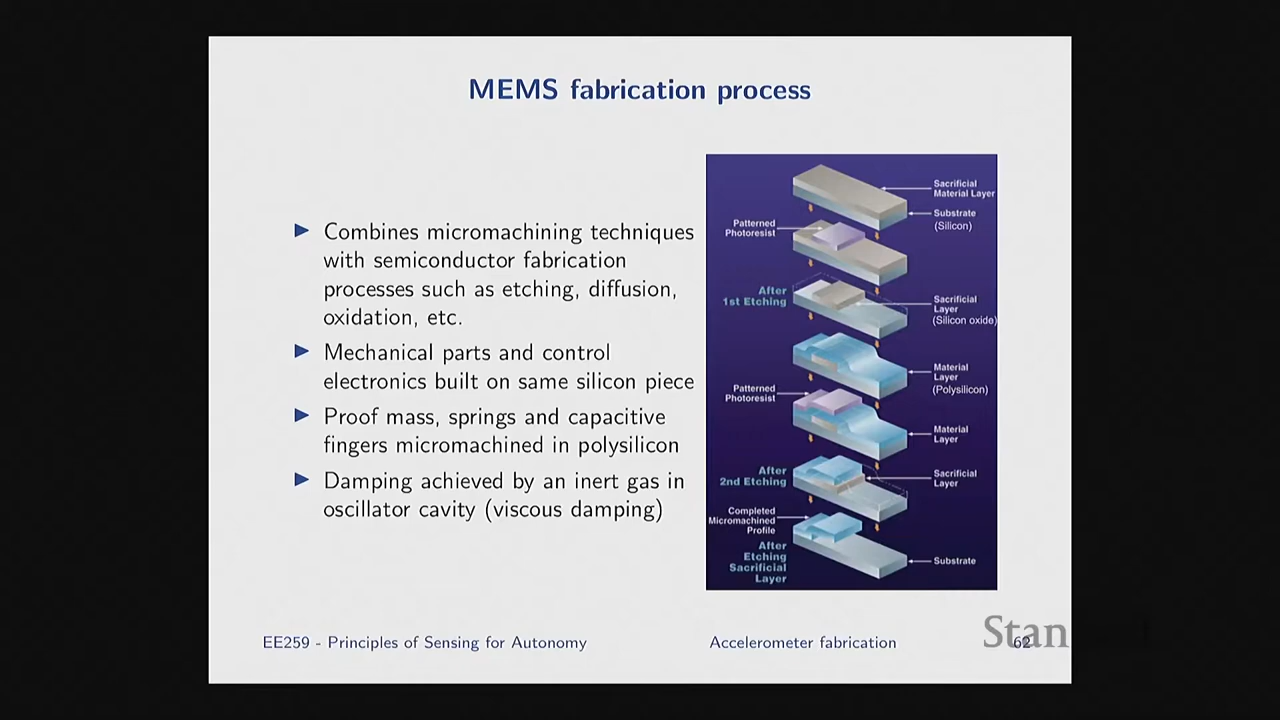 MEMS fabrication process
Combines micromachining techniques
with semiconductor fabrication
processes such as etching, diffusion,
oxidation, etc.
Mechanical parts and control
electronics built on same silicon piece
Proof mass, springs and capacitive
fingers micromachined in polysilicon
Damping achieved by an inert gas in
oscillator cavity (viscous damping)
Sacrificial
Material Layer
Substrate
(Silicon)
Patterned
Photoresist
After
1st Etching
Sacrificial
Layer
(Silicon oxide)
Material
Layer
(Polysilicon)
Patterned
Photoresist
Material
Layer
After
2nd Etching
Sacrificial
Layer
Completed
Micromachined
Profile
After
Etching
Sacrificial
Layer
Substrate
EE259 - Principles of Sensing for Autonomy
Accelerometer fabrication
62
Stan